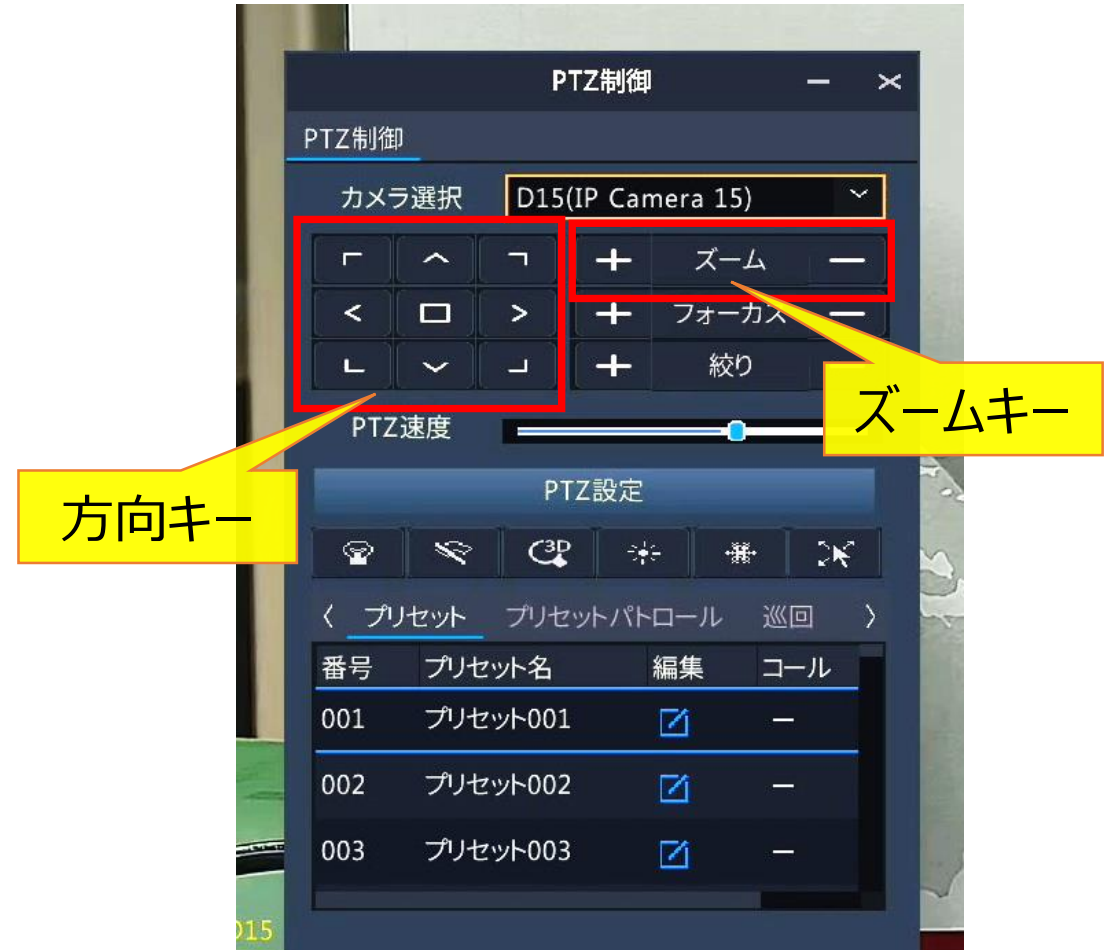 PTZ制御
PTZ制御
カメラ選択 D15(IP Camera 15)
ズーム
フォーカス
絞り
ズームキー
PTZ速度
方向キー
PTZ設定
3D
プリセット プリセットパトロール 巡回
番号 プリセット名 編集 コール
001 プリセット001
002 プリセット002
003 プリセット003
D15